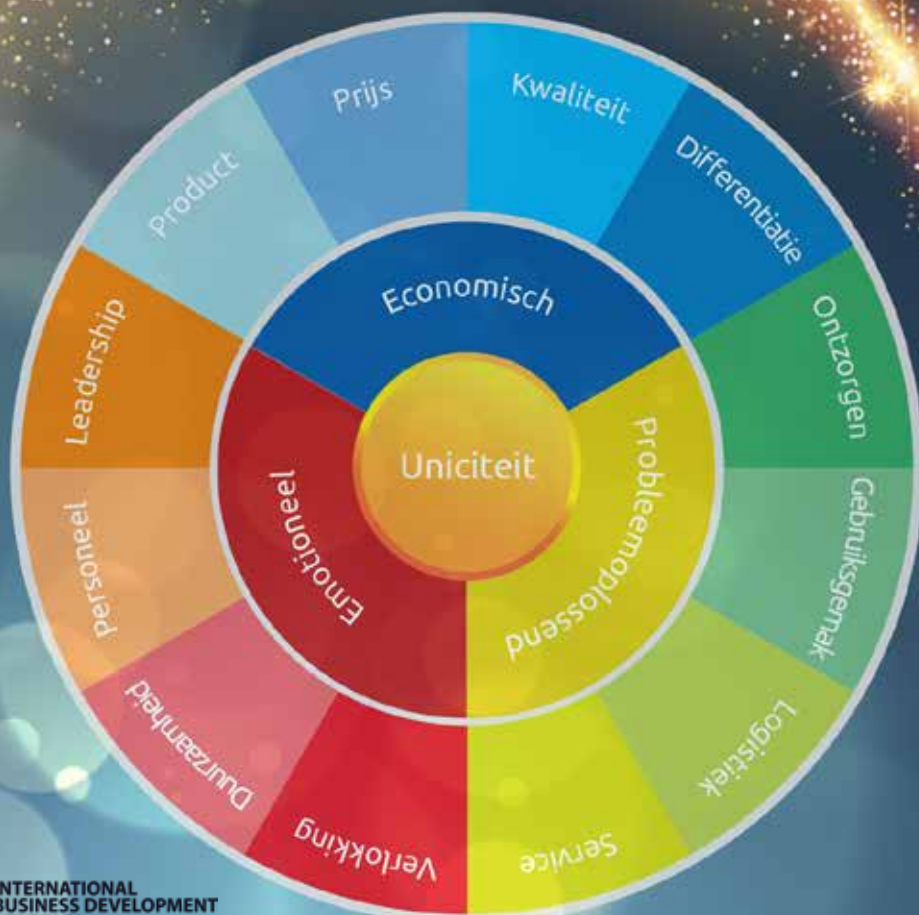 Prijs
Kwaliteit
Differentiatie
Ontzorgen
Gebruiksgemak
Logistiek
Service
Verlokking
Duurzaamheid
Personeel
Leadership
Product
Economisch
Probleemoplossend
Emotioneel
Uniciteit
INTERNATIONAL
BUSINESS DEVELOPMENT